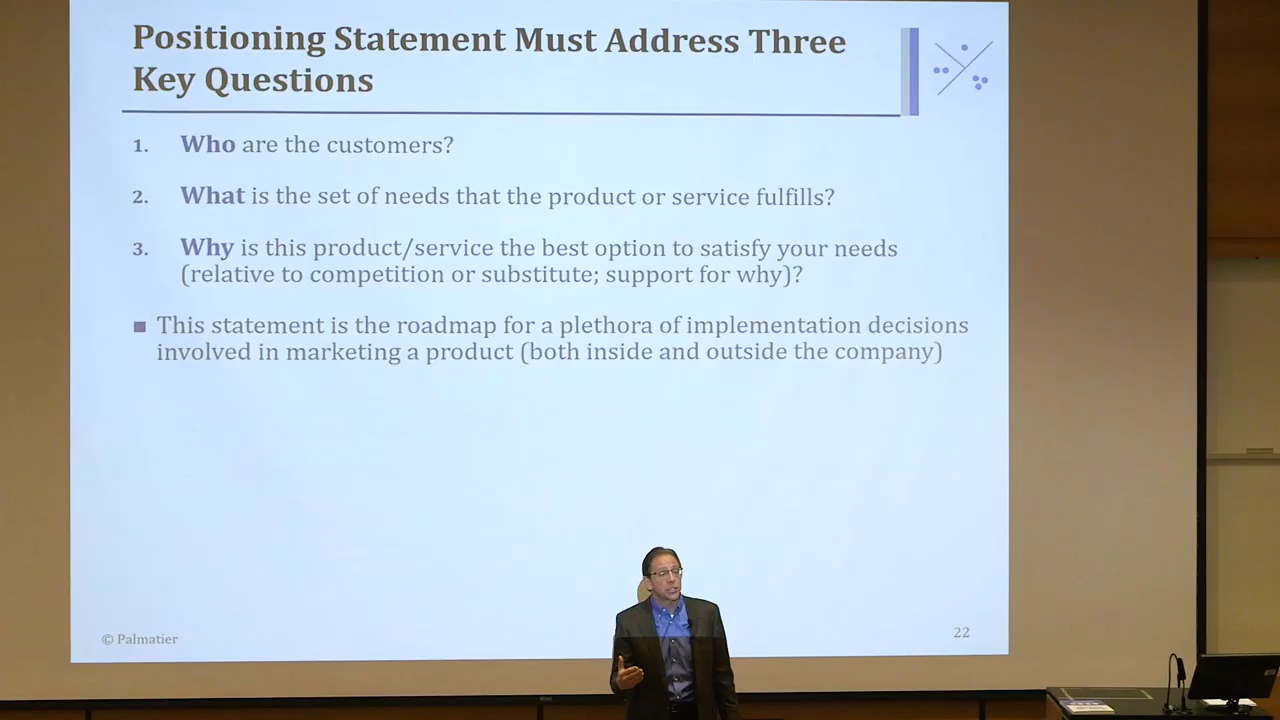 Positioning Statement Must Address Three
Key Questions
1. Who are the customers?
2. What is the set of needs that the product or service fulfills?
3. Why is this product/service the best option to satisfy your needs
(relative to competition or substitute; support for why)?
■ This statement is the roadmap for a plethora of implementation decisions
involved in marketing a product (both inside and outside the company)
© Palmatier
22